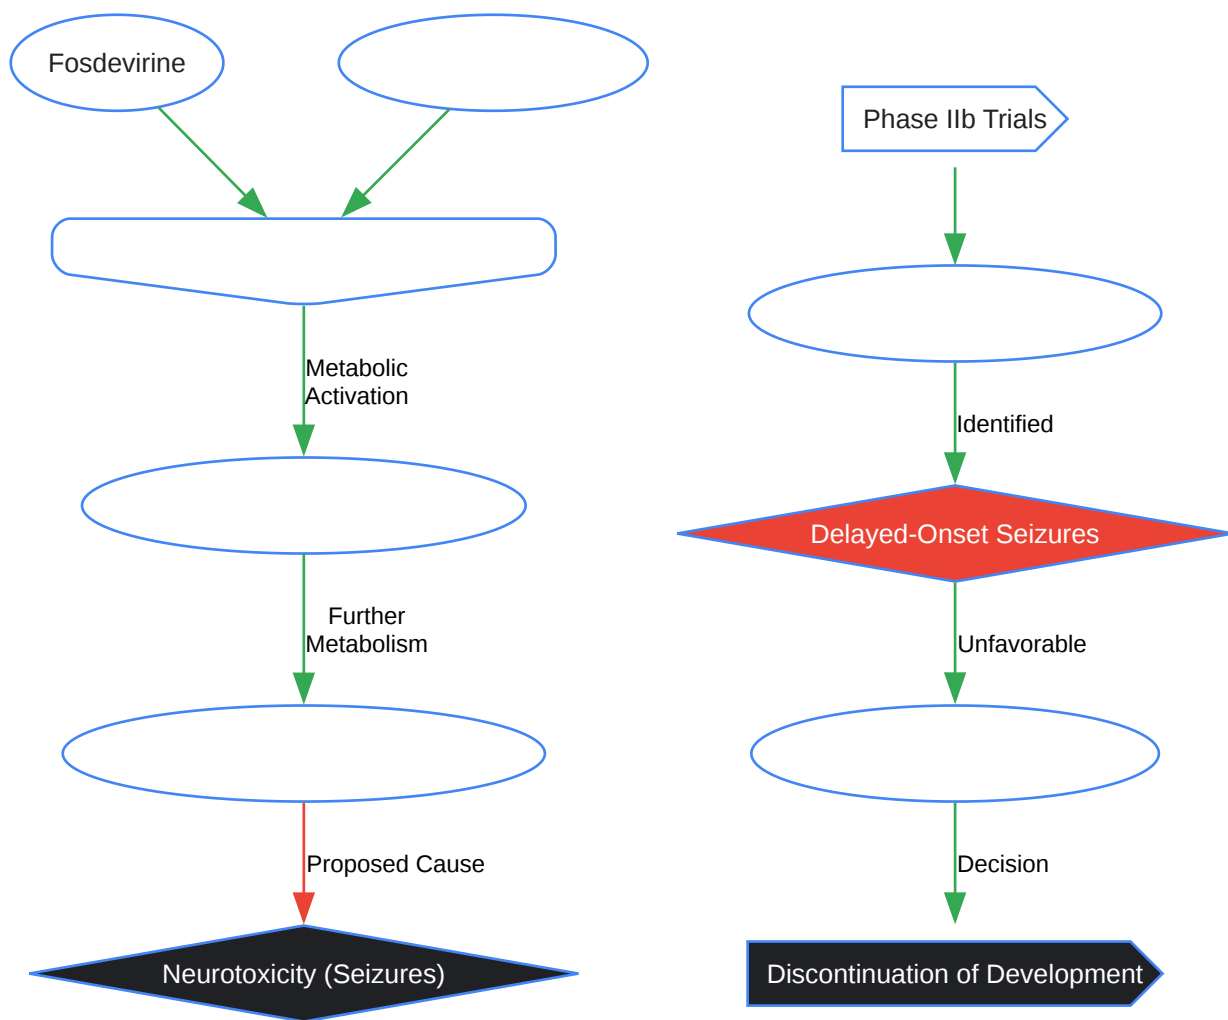 Fosdevirine
Metabolic
Activation
Further
Metabolism
Proposed Cause
Neurotoxicity (Seizures)
Phase IIb Trials
Identified
Delayed-Onset Seizures
Unfavorable
Decision
Discontinuation of Development